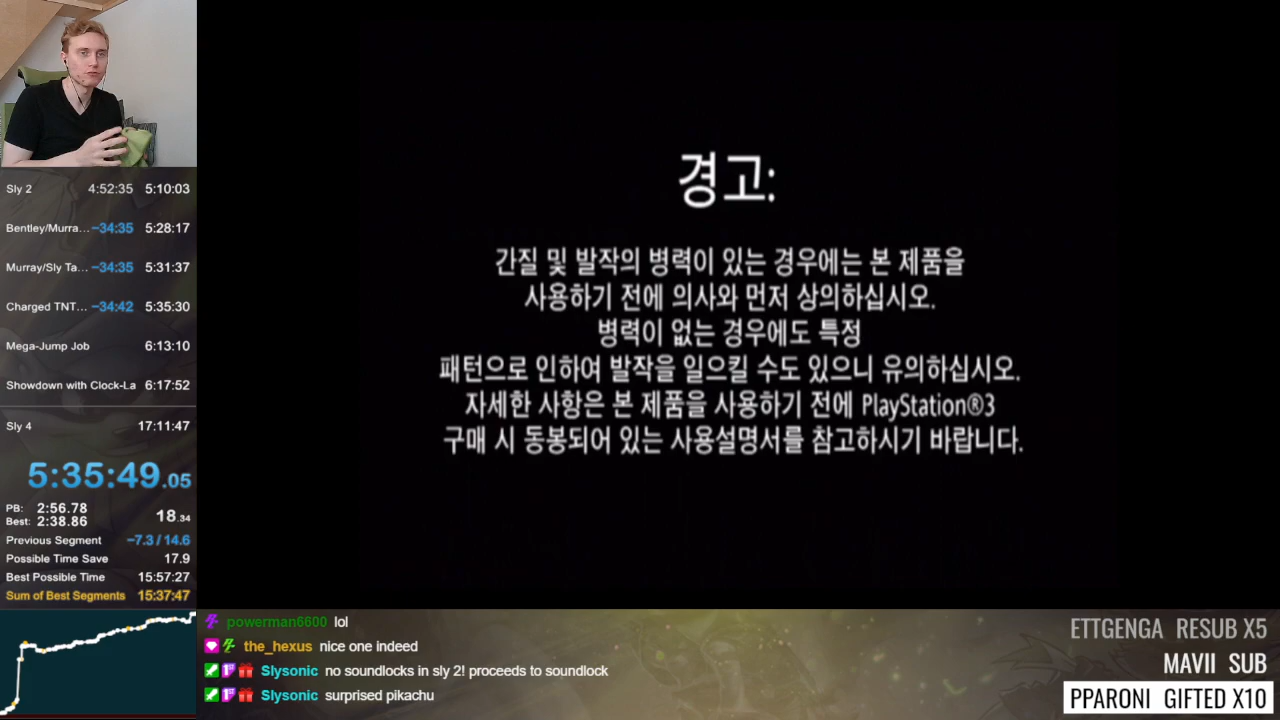 Sly 2 4:52:35 5:10:03
Bentley/Murra... −34:35 5:28:17
Murray/Sly Ta... −34:35 5:31:37
Charged TNT... −34:42 5:35:30
Mega-Jump Job 6:13:10
Showdown with Clock-La 6:17:52
Sly 4 17:11:47
5:35:49.05
PB: 2:56.78
Best: 2:38.86
18.34
Previous Segment −7.3 / 14.6
Possible Time Save 17.9
Best Possible Time 15:57:27
Sum of Best Segments 15:37:47
경고:
간질 및 발작의 병력이 있는 경우에는 본 제품을
사용하기 전에 의사와 먼저 상의하십시오.
병력이 없는 경우에도 특정
패턴으로 인하여 발작을 일으킬 수도 있으니 유의하십시오.
자세한 사항은 본 제품을 사용하기 전에 PlayStation®3
구매 시 동봉되어 있는 사용설명서를 참고하시기 바랍니다.
powerman6600 lol
the_hexus nice one indeed
Slysonic no soundlocks in sly 2! proceeds to soundlock
Slysonic surprised pikachu
ETTGENGA RESUB X5
MAVII SUB
PPARONI GIFTED X10